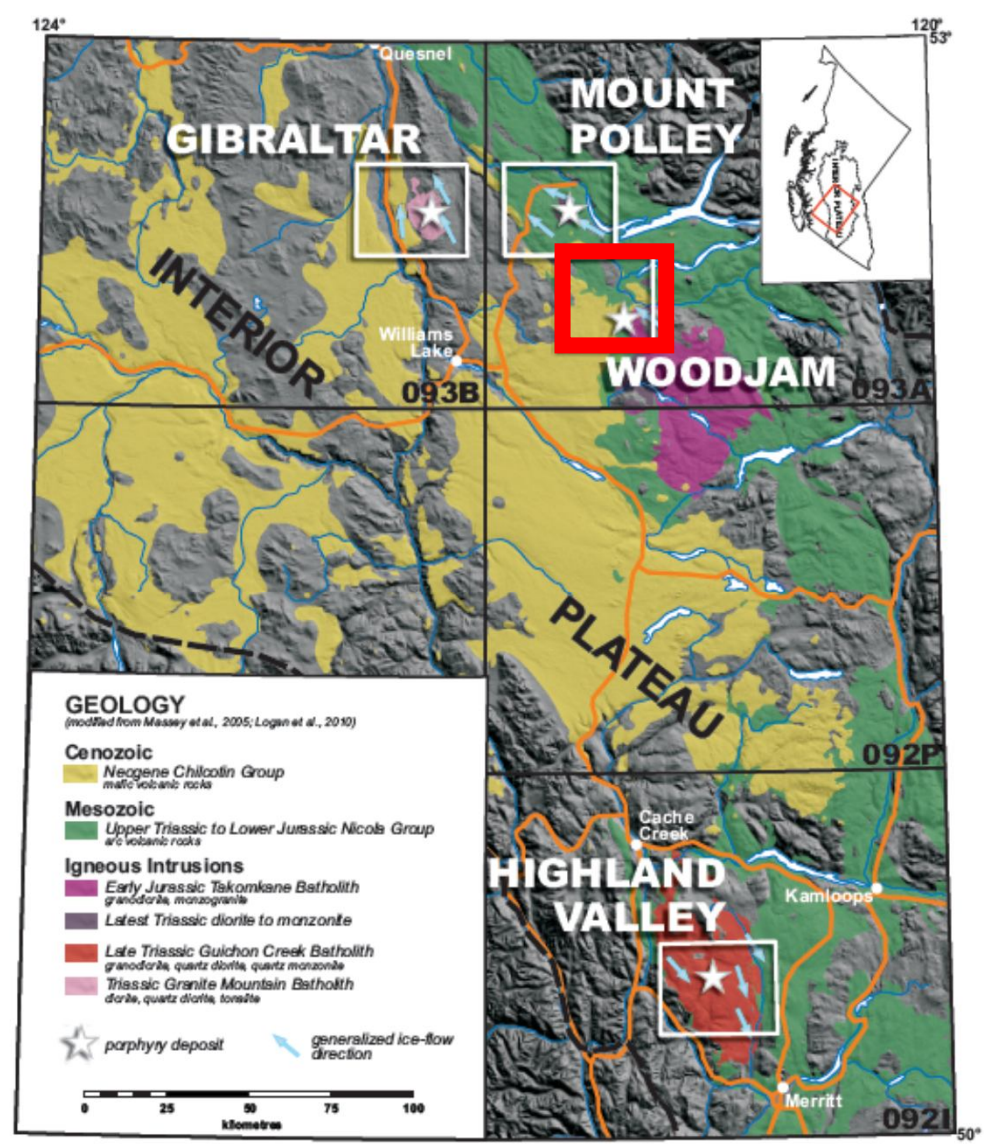 124°
120°
53°
Quesnel
MOUNT
POLLEY
GIBRALTAR
INTERIOR PLATEAU
INTERIOR
Williams
Lake
WOODJAM
093B
093A
PLATEAU
092P
GEOLOGY
(modified from Massey et al., 2005; Logan et al., 2010)
Cenozoic
Neogene Chilcotin Group
mafic volcanic rocks
Mesozoic
Upper Triassic to Lower Jurassic Nicola Group
arc volcanic rocks
Igneous Intrusions
Early Jurassic Takomkane Batholith
granodiorite, monzogranite
Latest Triassic diorite to monzonite
Late Triassic Guichon Creek Batholith
granodiorite, quartz diorite, quartz monzonite
Triassic Granite Mountain Batholith
diorite, quartz diorite, tonalite
porphyry deposit
generalized ice-flow
direction
0 25 50 75 100
kilometres
Cache
Creek
HIGHLAND
VALLEY
Kamloops
Merritt
092I
50°